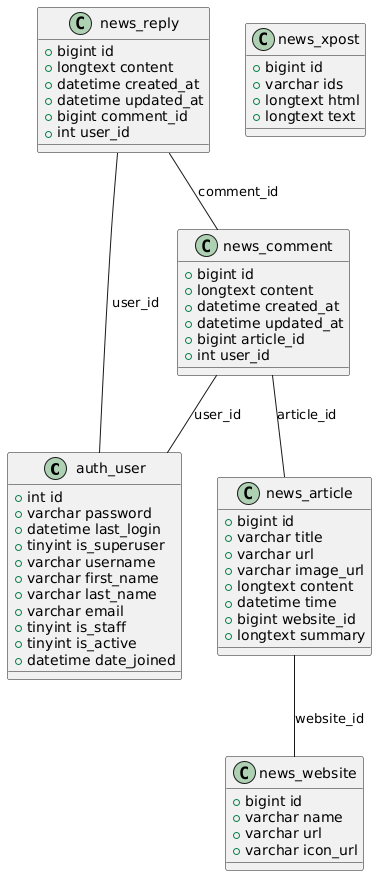 C news_reply
bigint id
longtext content
datetime created_at
datetime updated_at
bigint comment_id
int user_id
C news_xpost
bigint id
varchar ids
longtext html
longtext text
comment_id
C news_comment
bigint id
longtext content
datetime created_at
datetime updated_at
bigint article_id
int user_id
user_id
user_id
article_id
C auth_user
int id
varchar password
datetime last_login
tinyint is_superuser
varchar username
varchar first_name
varchar last_name
varchar email
tinyint is_staff
tinyint is_active
datetime date_joined
C news_article
bigint id
varchar title
varchar url
varchar image_url
longtext content
datetime time
bigint website_id
longtext summary
website_id
C news_website
bigint id
varchar name
varchar url
varchar icon_url